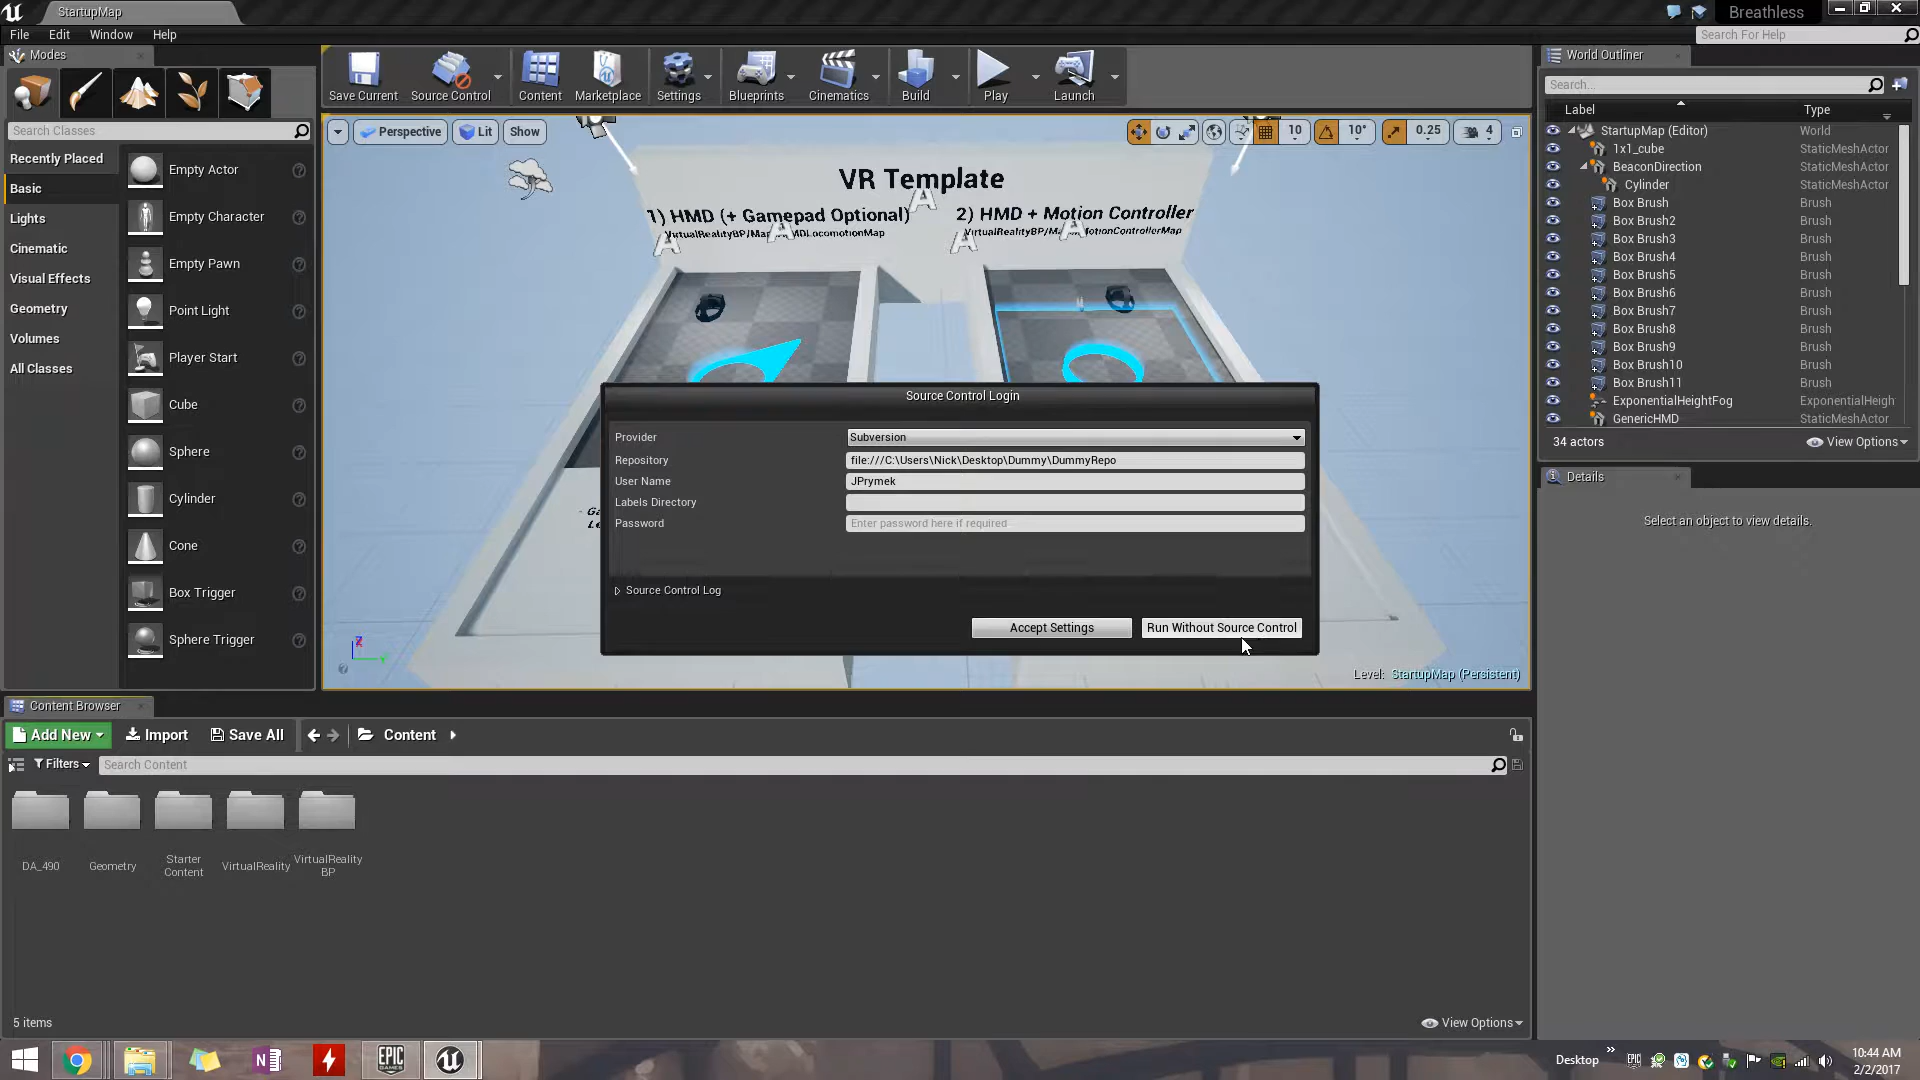 StartupMap
Breathless
File Edit Window Help
Search For Help
Modes
Save Current
Source Control
Content
Marketplace
Settings
Blueprints
Cinematics
Build
Play
Launch
World Outliner
Search...
Search Classes
Perspective
Lit
Show
10
10°
0.25
4
Label
Type
StartupMap (Editor) World
1x1_cube StaticMeshActor
BeaconDirection StaticMeshActor
Cylinder StaticMeshActor
Box Brush Brush
Box Brush2 Brush
Box Brush3 Brush
Box Brush4 Brush
Box Brush5 Brush
Box Brush6 Brush
Box Brush7 Brush
Box Brush8 Brush
Box Brush9 Brush
Box Brush10 Brush
Box Brush11 Brush
ExponentialHeightFog ExponentialHeigh
GenericHMD StaticMeshActor
34 actors
View Options
Details
Select an object to view details.
Recently Placed
Basic
Lights
Cinematic
Visual Effects
Geometry
Volumes
All Classes
Empty Actor
Empty Character
Empty Pawn
Point Light
Player Start
Cube
Sphere
Cylinder
Cone
Box Trigger
Sphere Trigger
VR Template
1) HMD (+ Gamepad Optional)
2) HMD + Motion Controller
Source Control Login
Provider Subversion
Repository file:///C:\Users\Nick\Desktop\Dummy\DummyRepo
User Name JPrymek
Labels Directory
Password Enter password here if required
Source Control Log
Accept Settings
Run Without Source Control
Level: StartupMap (Persistent)
Content Browser
Add New
Import
Save All
Content
Filters
Search Content
DA_490
Geometry
Starter
Content
VirtualReality
VirtualReality
BP
5 items
View Options
EPIC
GAMES
Desktop
10:44 AM
2/2/2017